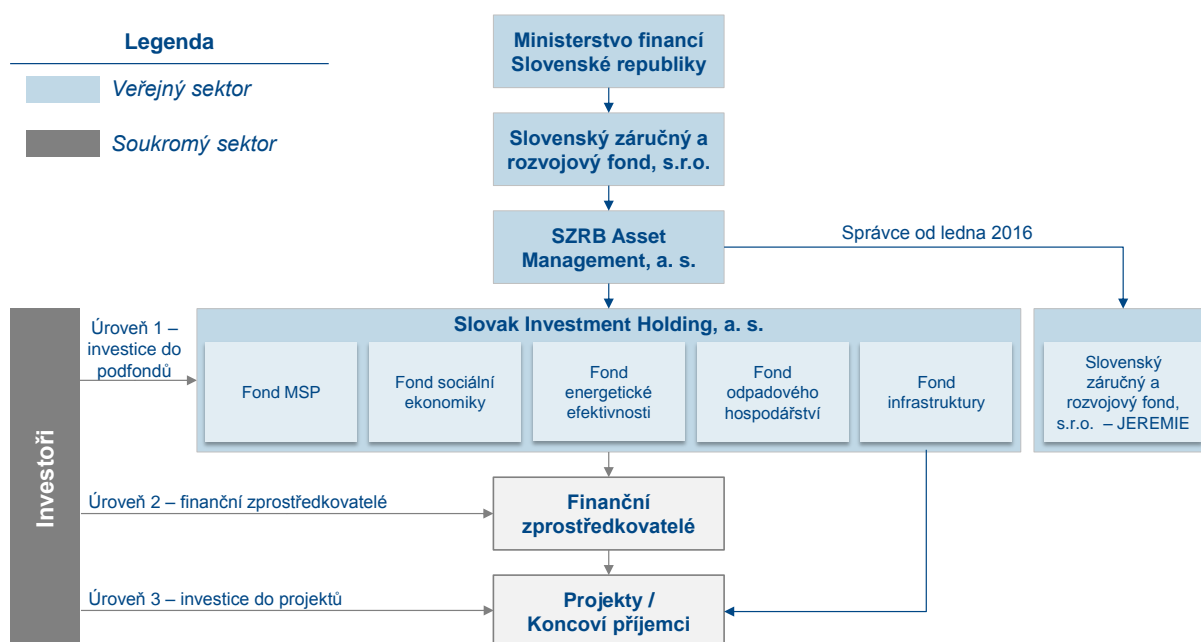 Legenda
Veřejný sektor
Soukromý sektor
Ministerstvo financí
Slovenské republiky
Slovenský záručný a
rozvojový fond, s.r.o.
SZRB Asset
Management, a. s.
Správce od ledna 2016
Investoři
Úroveň 1 –
investice do
podfondů
Slovak Investment Holding, a. s.
Fond MSP
Fond sociální
ekonomiky
Fond
energetické
efektivnosti
Fond
odpadového
hospodářství
Fond
infrastruktury
Slovenský
záručný a
rozvojový fond,
s.r.o. – JEREMIE
Úroveň 2 – finanční zprostředkovatelé
Finanční
zprostředkovatelé
Úroveň 3 – investice do projektů
Projekty /
Koncoví příjemci